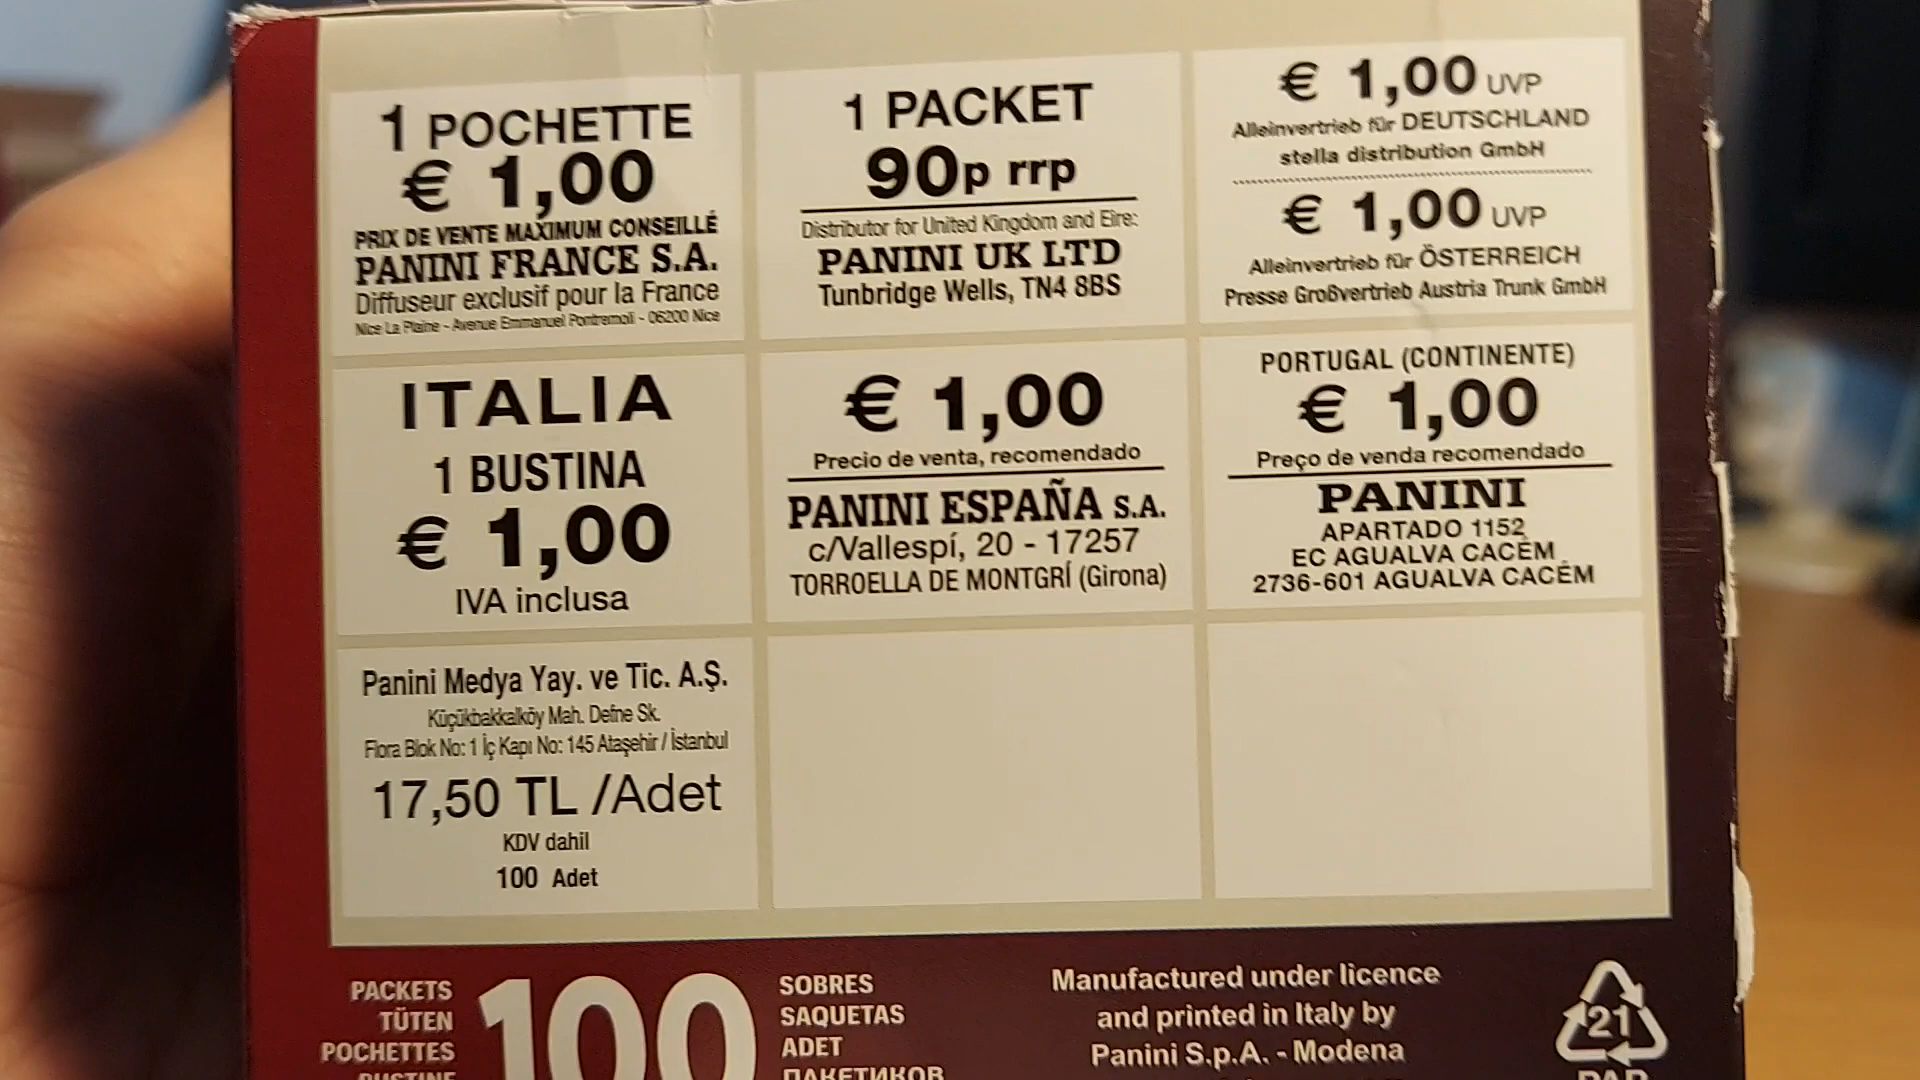 1 POCHETTE
€ 1,00
PRIX DE VENTE MAXIMUM CONSEILLÉ
PANINI FRANCE S.A.
Diffuseur exclusif pour la France
Nice La Plaine - Avenue Emmanuel Pontremoli - 06200 Nice
1 PACKET
90p rrp
Distributor for United Kingdom and Eire:
PANINI UK LTD
Tunbridge Wells, TN4 8BS
€ 1,00 UVP
Alleinvertrieb für DEUTSCHLAND
stella distribution GmbH
€ 1,00 UVP
Alleinvertrieb für ÖSTERREICH
Presse Großvertrieb Austria Trunk GmbH
ITALIA
1 BUSTINA
€ 1,00
IVA inclusa
€ 1,00
Precio de venta, recomendado
PANINI ESPAÑA S.A.
c/Vallespí, 20 - 17257
TORROELLA DE MONTGRÍ (Girona)
PORTUGAL (CONTINENTE)
€ 1,00
Preço de venda recomendado
PANINI
APARTADO 1152
EC AGUALVA CACÉM
2736-601 AGUALVA CACÉM
Panini Medya Yay. ve Tic. A.Ş.
Küçükbakkalköy Mah. Defne Sk.
Flora Blok No: 1 İç Kapı No: 145 Ataşehir / İstanbul
17,50 TL /Adet
KDV dahil
100 Adet
PACKETS
TÜTEN
POCHETTES
BUSTINE
100
SOBRES
SAQUETAS
ADET
ПАКЕТИКОВ
Manufactured under licence
and printed in Italy by
Panini S.p.A. - Modena
21
PAP